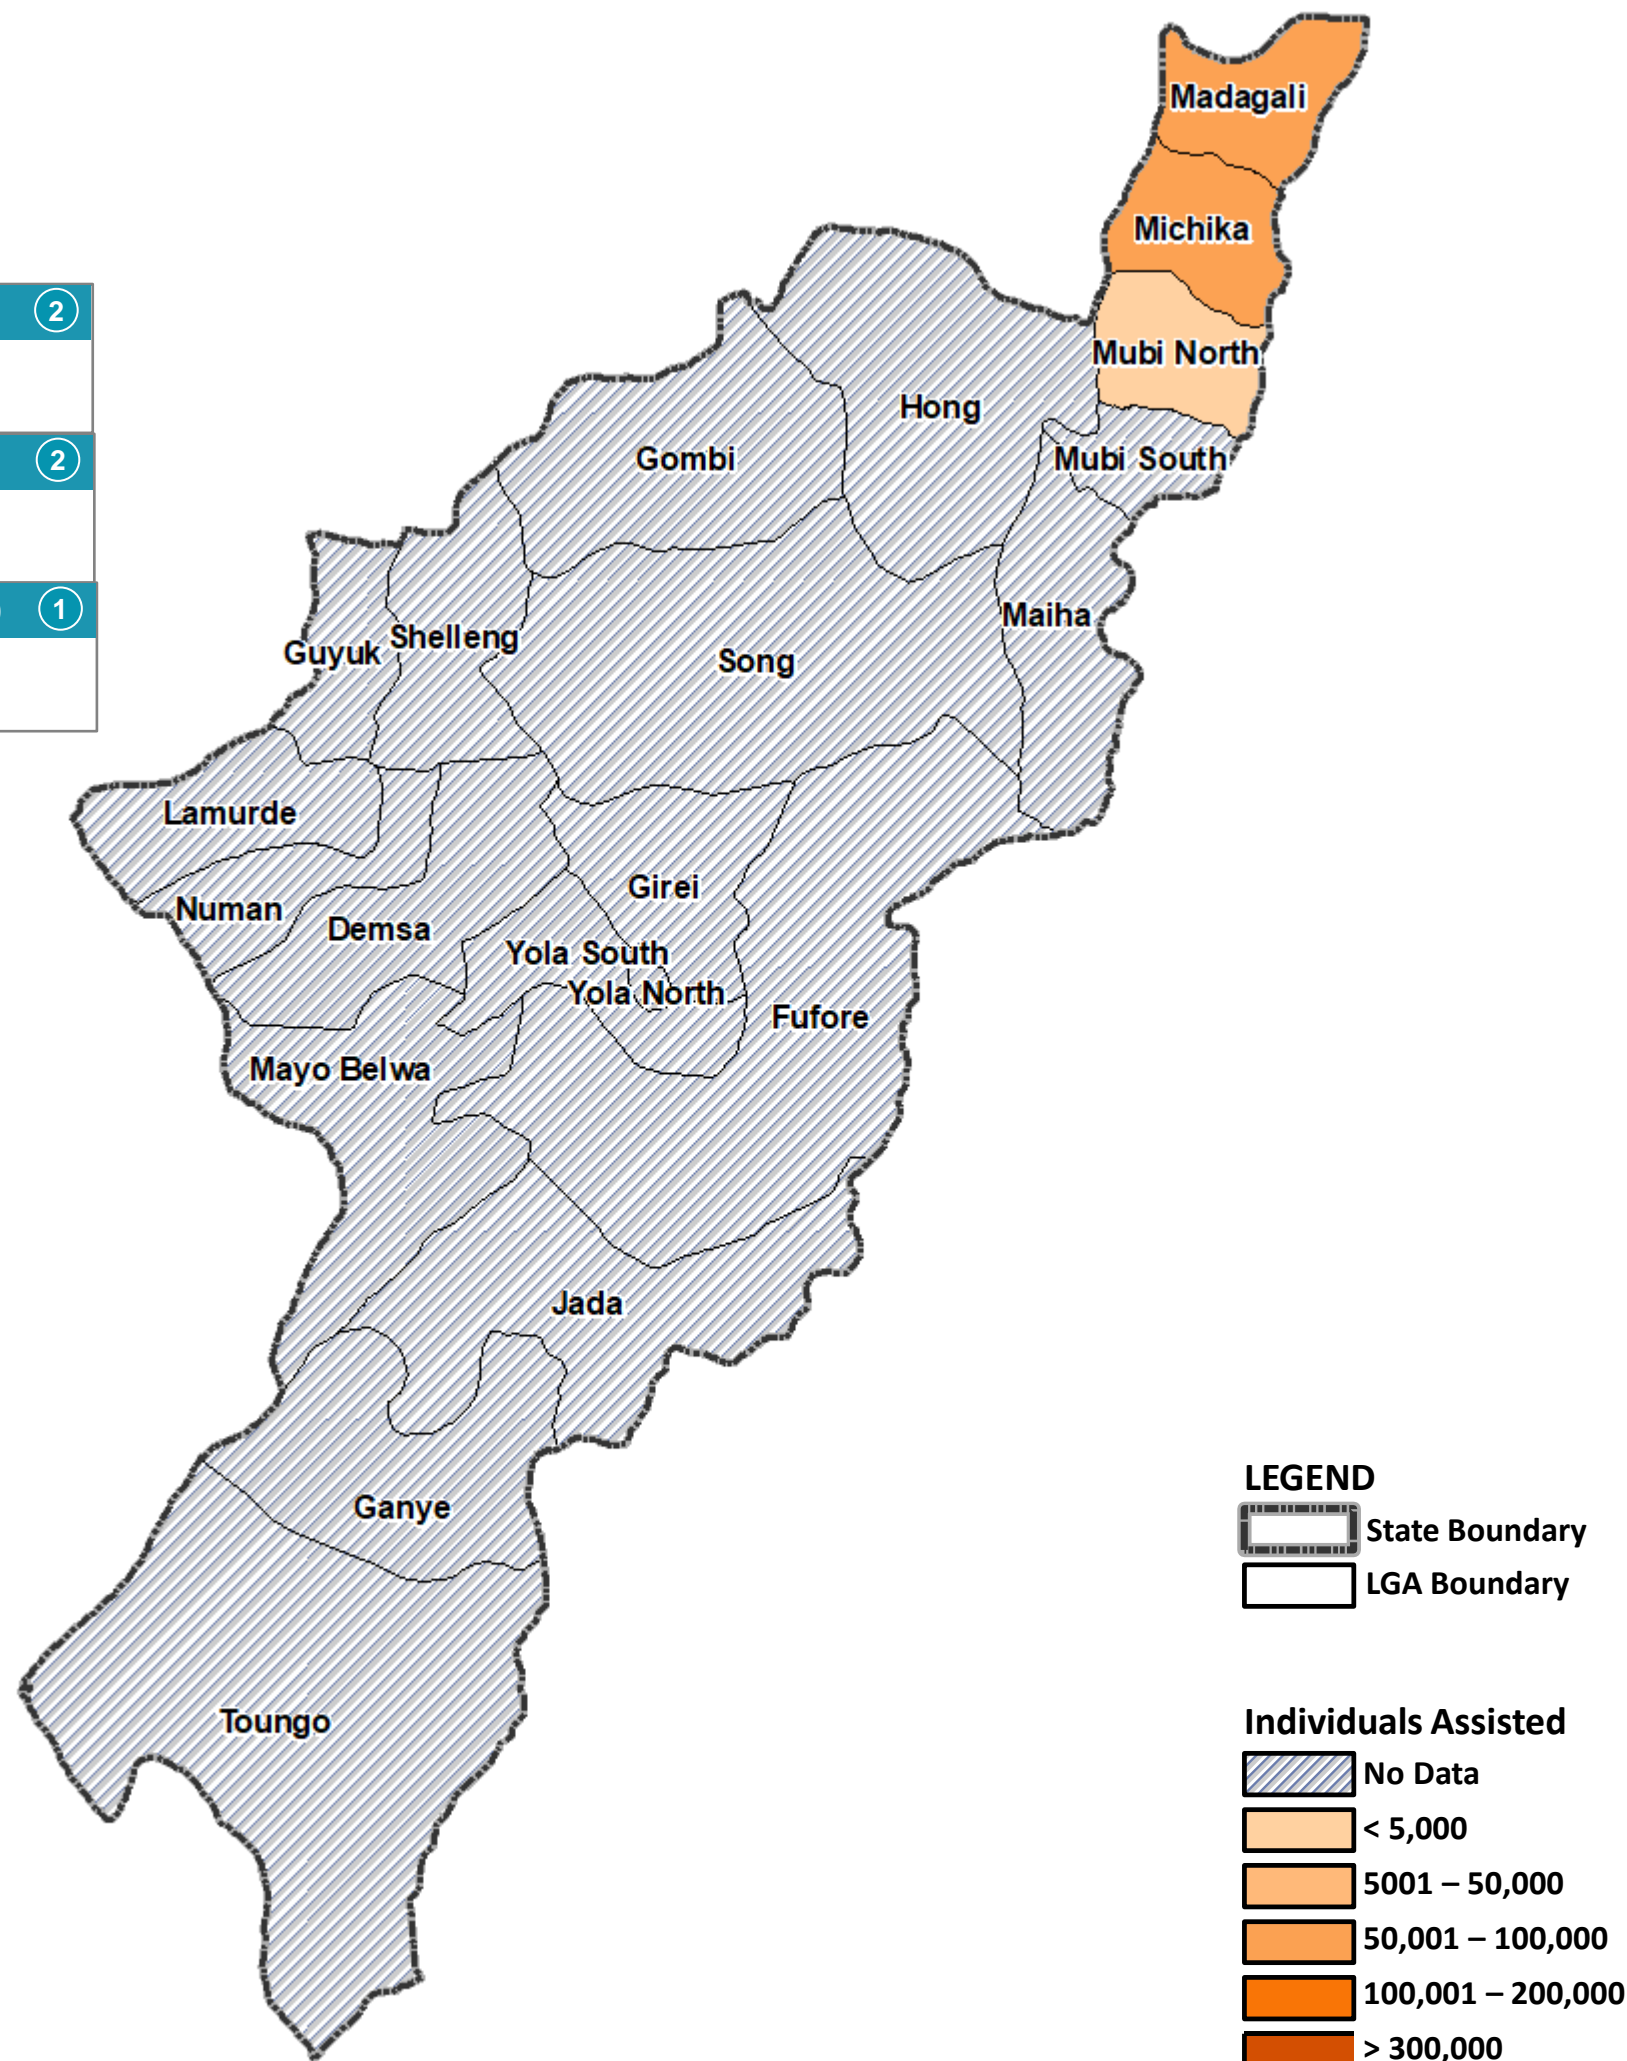 Madagali
Michika
2
Mubi North
Hong
Gombi
Mubi South
2
1
Maiha
Guyuk
Shelleng
Song
Lamurde
Girei
Numan
Demsa
Yola South
Yola North
Fufore
Mayo Belwa
Jada
Ganye
Toungo
LEGEND
State Boundary
LGA Boundary
Individuals Assisted
No Data
< 5,000
5001 – 50,000
50,001 – 100,000
100,001 – 200,000
> 300,000